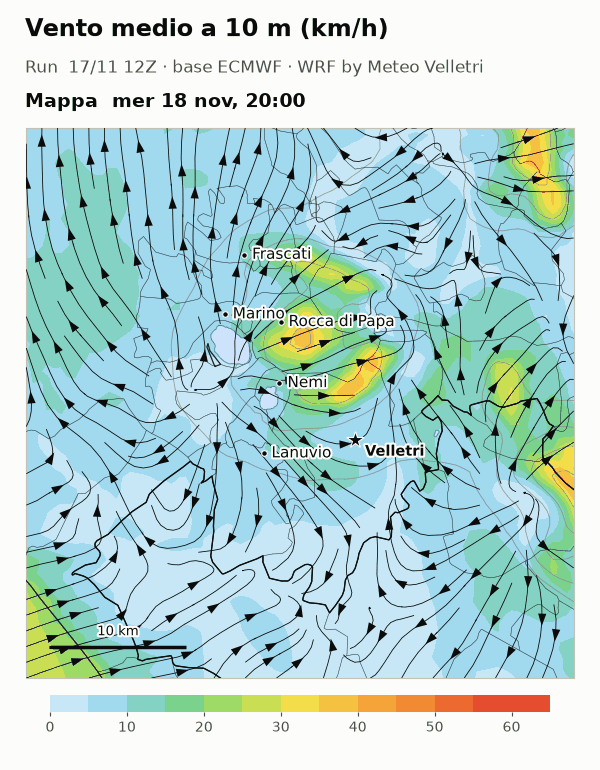 Vento medio a 10 m (km/h)
Run  17/11 12Z · base ECMWF · WRF by Meteo Velletri
Mappa  mer 18 nov, 20:00
Frascati
Marino
Rocca di Papa
Nemi
Velletri
Lanuvio
10 km
0 10 20 30 40 50 60